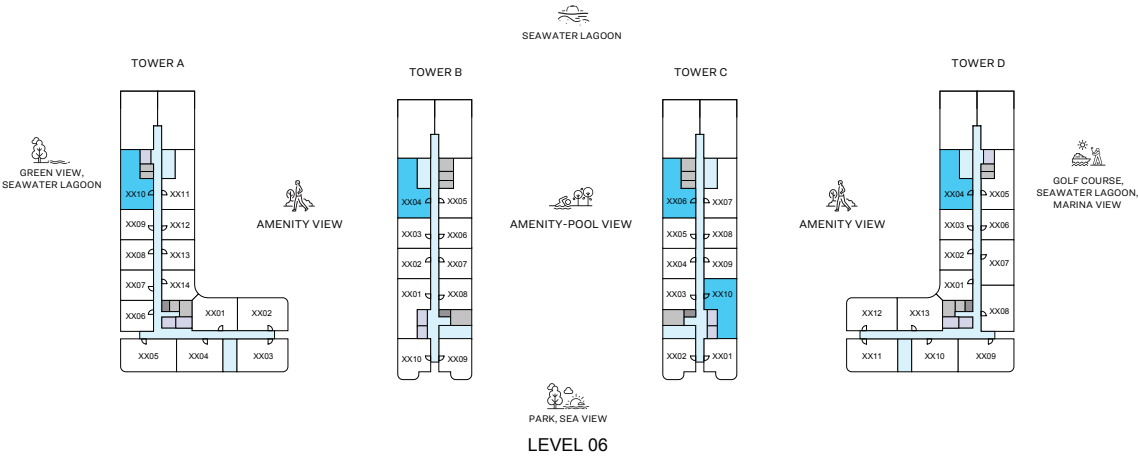 SEAWATER LAGOON
TOWER A
TOWER B
TOWER C
TOWER D
GREEN VIEW,
SEAWATER LAGOON
AMENITY VIEW
AMENITY-POOL VIEW
AMENITY VIEW
GOLF COURSE,
SEAWATER LAGOON,
MARINA VIEW
XX10 XX11
XX09 XX12
XX08 XX13
XX07 XX14
XX06 XX01 XX02
XX05 XX04 XX03
XX04 XX05
XX03 XX06
XX02 XX07
XX01 XX08
XX10 XX09
XX06 XX07
XX05 XX08
XX04 XX09
XX03 XX10
XX02 XX01
XX04 XX05
XX03 XX06
XX02 XX07
XX01
XX12 XX13 XX08
XX11 XX10 XX09
PARK, SEA VIEW
LEVEL 06